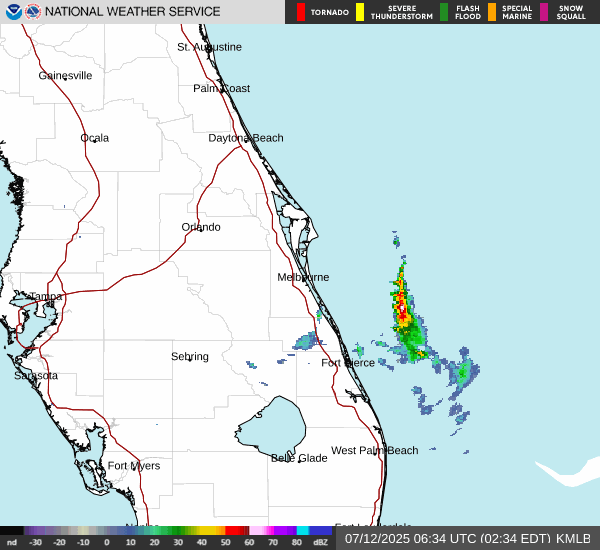 NATIONAL WEATHER SERVICE
TORNADO
SEVERE THUNDERSTORM
FLASH FLOOD
SPECIAL MARINE
SNOW SQUALL
St. Augustine
Gainesville
Palm Coast
Ocala
Daytona Beach
Orlando
Melbourne
Tampa
Sebring
Fort Pierce
Sarasota
West Palm Beach
Belle Glade
Fort Myers
nd -30 -20 -10 0 10 20 30 40 50 60 70 80 dBZ
07/12/2025 06:34 UTC (02:34 EDT) KMLB